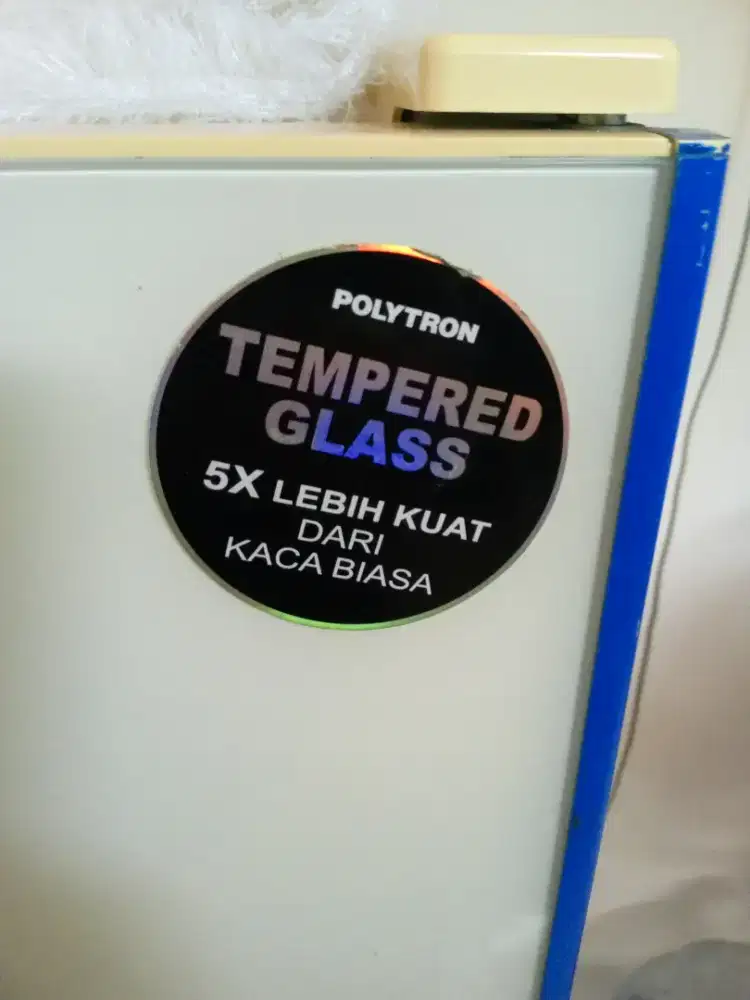 POLYTRON
TEMPERED
GLASS
5X LEBIH KUAT
DARI
KACA BIASA